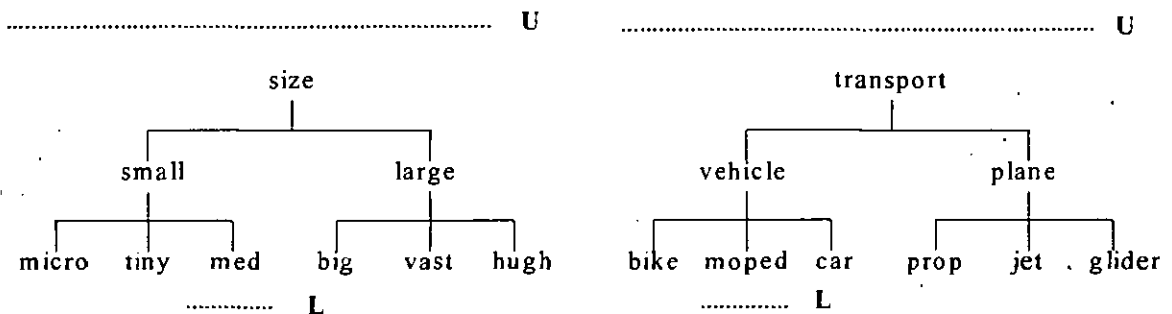 U U
size transport
small large vehicle plane
micro tiny med big vast hugh bike moped car prop jet glider
L L